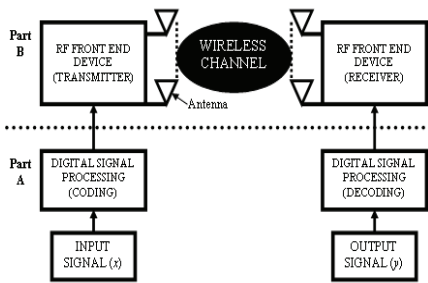 Part
B
RF FRONT END
DEVICE
(TRANSMITTER)
WIRELESS
CHANNEL
RF FRONT END
DEVICE
(RECEIVER)
Antenna
Part
A
DIGITAL SIGNAL
PROCESSING
(CODING)
DIGITAL SIGNAL
PROCESSING
(DECODING)
INPUT
SIGNAL (x)
OUTPUT
SIGNAL (y)